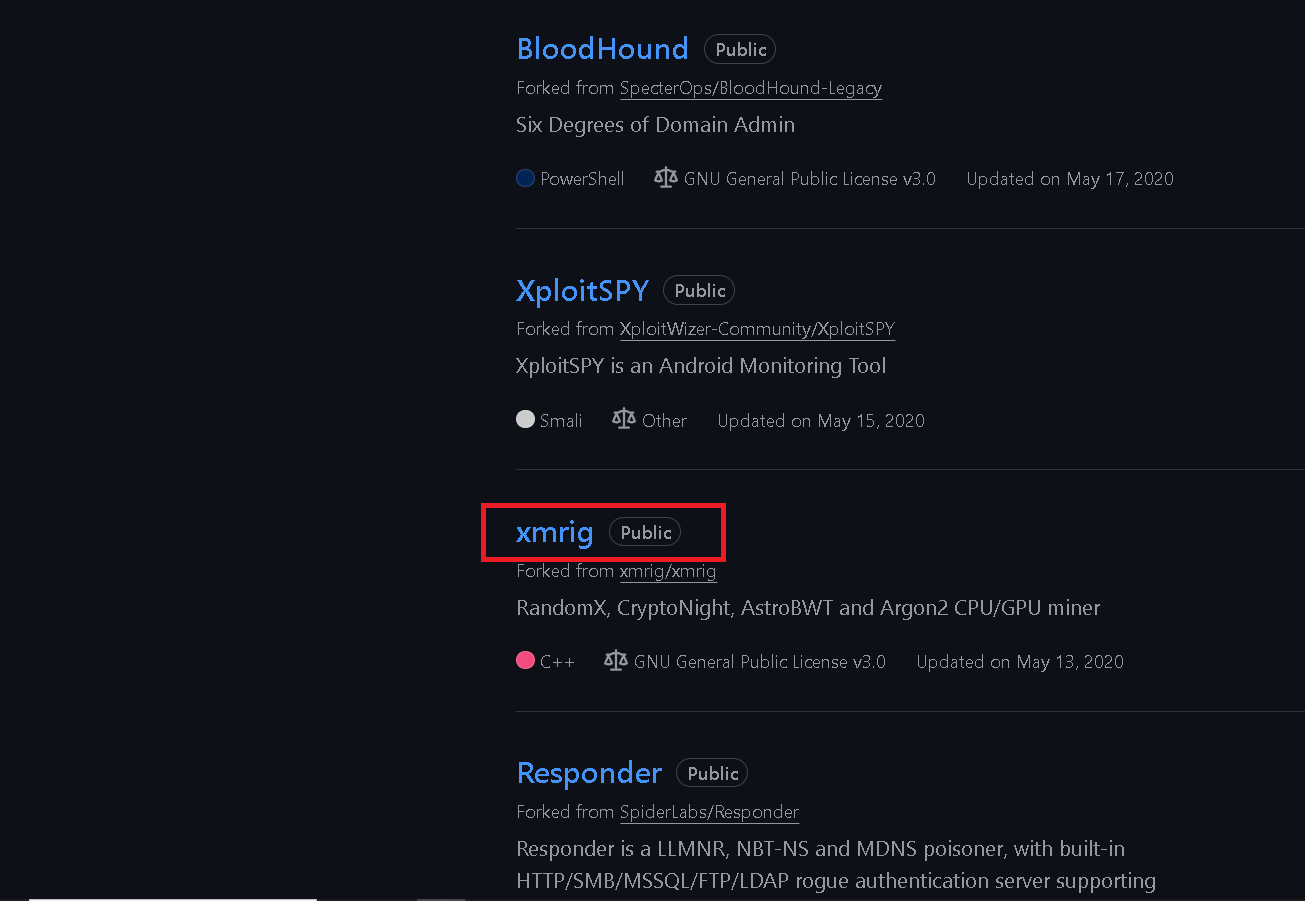 BloodHound Public
Forked from SpecterOps/BloodHound-Legacy
Six Degrees of Domain Admin
PowerShell GNU General Public License v3.0 Updated on May 17, 2020
XploitSPY Public
Forked from XploitWizer-Community/XploitSPY
XploitSPY is an Android Monitoring Tool
Smali Other Updated on May 15, 2020
xmrig Public
Forked from xmrig/xmrig
RandomX, CryptoNight, AstroBWT and Argon2 CPU/GPU miner
C++ GNU General Public License v3.0 Updated on May 13, 2020
Responder Public
Forked from SpiderLabs/Responder
Responder is a LLMNR, NBT-NS and MDNS poisoner, with built-in
HTTP/SMB/MSSQL/FTP/LDAP rogue authentication server supporting